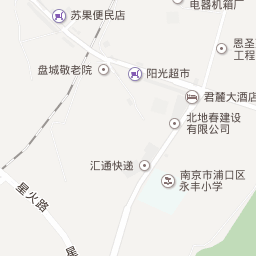 电器机箱厂
苏果便民店
恩圣
工程
盘城敬老院
阳光超市
君麓大酒店
北地春建设
有限公司
汇通快递
南京市浦口区
永丰小学
星火路